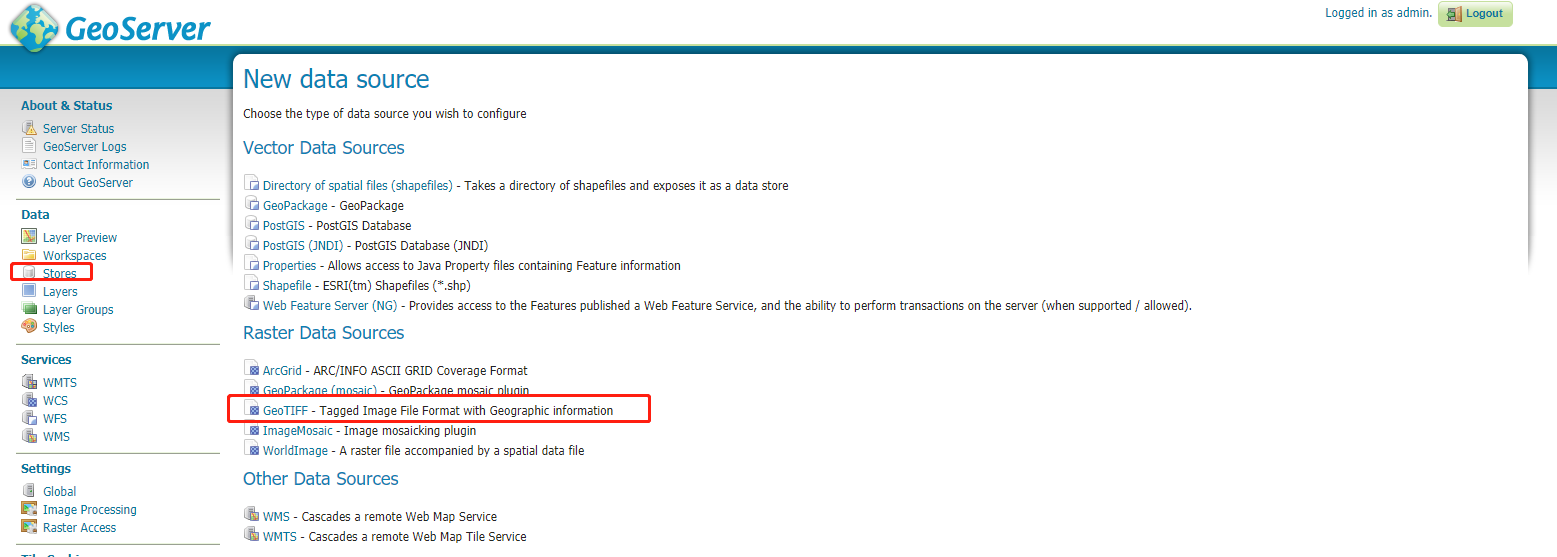 GeoServer
Logged in as admin.
Logout
About & Status
Server Status
GeoServer Logs
Contact Information
About GeoServer
Data
Layer Preview
Workspaces
Stores
Layers
Layer Groups
Styles
Services
WMTS
WCS
WFS
WMS
Settings
Global
Image Processing
Raster Access
New data source
Choose the type of data source you wish to configure
Vector Data Sources
Directory of spatial files (shapefiles) - Takes a directory of shapefiles and exposes it as a data store
GeoPackage - GeoPackage
PostGIS - PostGIS Database
PostGIS (JNDI) - PostGIS Database (JNDI)
Properties - Allows access to Java Property files containing Feature information
Shapefile - ESRI(tm) Shapefiles (*.shp)
Web Feature Server (NG) - Provides access to the Features published a Web Feature Service, and the ability to perform transactions on the server (when supported / allowed).
Raster Data Sources
ArcGrid - ARC/INFO ASCII GRID Coverage Format
GeoPackage (mosaic) - GeoPackage mosaic plugin
GeoTIFF - Tagged Image File Format with Geographic information
ImageMosaic - Image mosaicking plugin
WorldImage - A raster file accompanied by a spatial data file
Other Data Sources
WMS - Cascades a remote Web Map Service
WMTS - Cascades a remote Web Map Tile Service